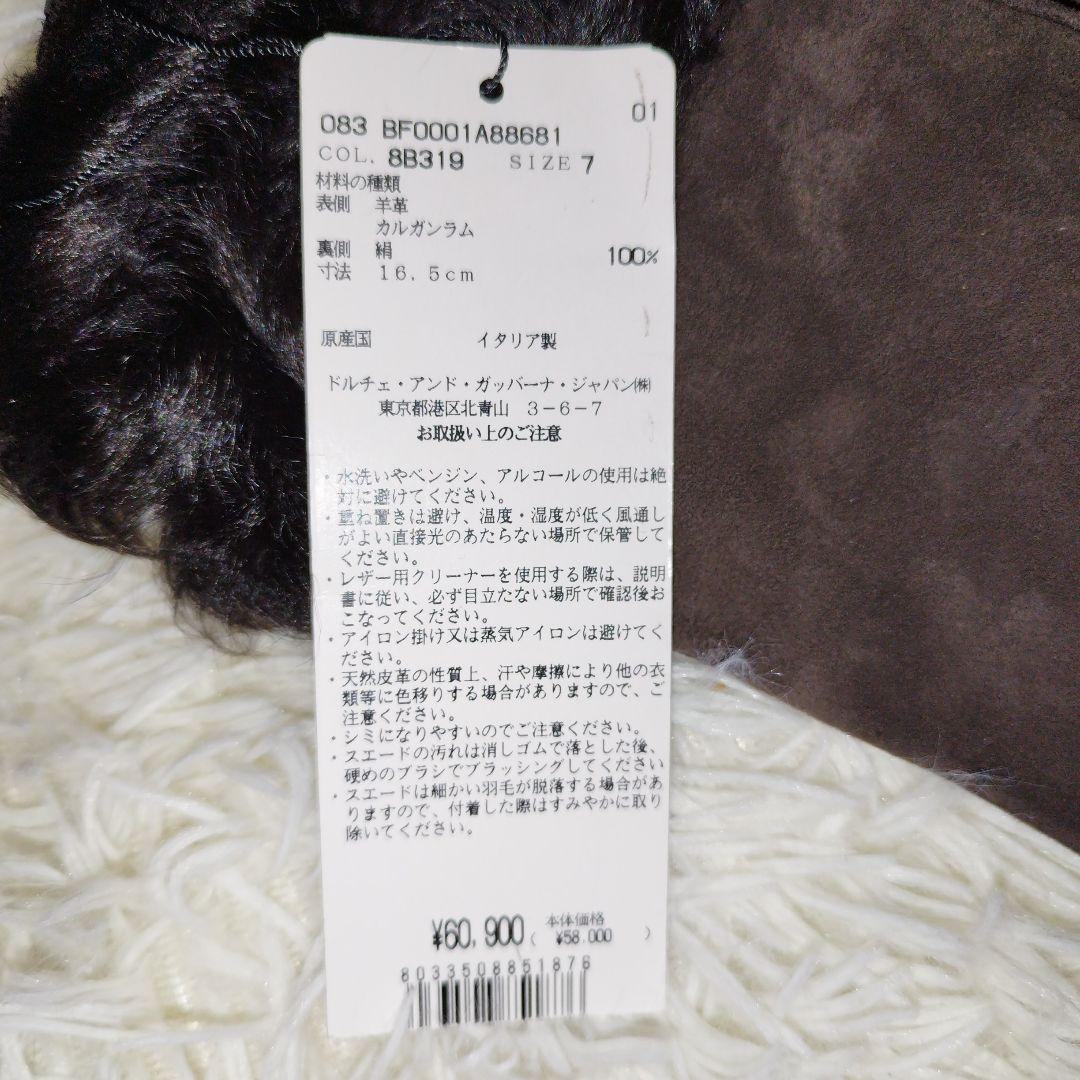 01
083 BF0001A88681
COL. 8B319 SIZE 7
材料の種類
表側 羊革
カルガンラム
裏側 絹 100%
寸法 16.5cm
原産国 イタリア製
ドルチェ・アンド・ガッバーナ・ジャパン㈱
東京都港区北青山 3-6-7
お取扱い上のご注意
・水洗いやベンジン、アルコールの使用は絶
対に避けてください。
・重ね置きは避け、温度・湿度が低く風通し
がよい直接光のあたらない場所で保管して
ください。
・レザー用クリーナーを使用する際は、説明
書に従い、必ず目立たない場所で確認後お
こなってください。
・アイロン掛け又は蒸気アイロンは避けてく
ださい。
・天然皮革の性質上、汗や摩擦により他の衣
類等に色移りする場合がありますので、ご
注意ください。
・シミになりやすいのでご注意ください。
・スエードの汚れは消しゴムで落とした後、
硬めのブラシでブラッシングしてください
・スエードは細かい羽毛が脱落する場合があ
りますので、付着した際はすみやかに取り
除いてください。
¥60,900 ( 本体価格 ¥58,000 )
8033508851876